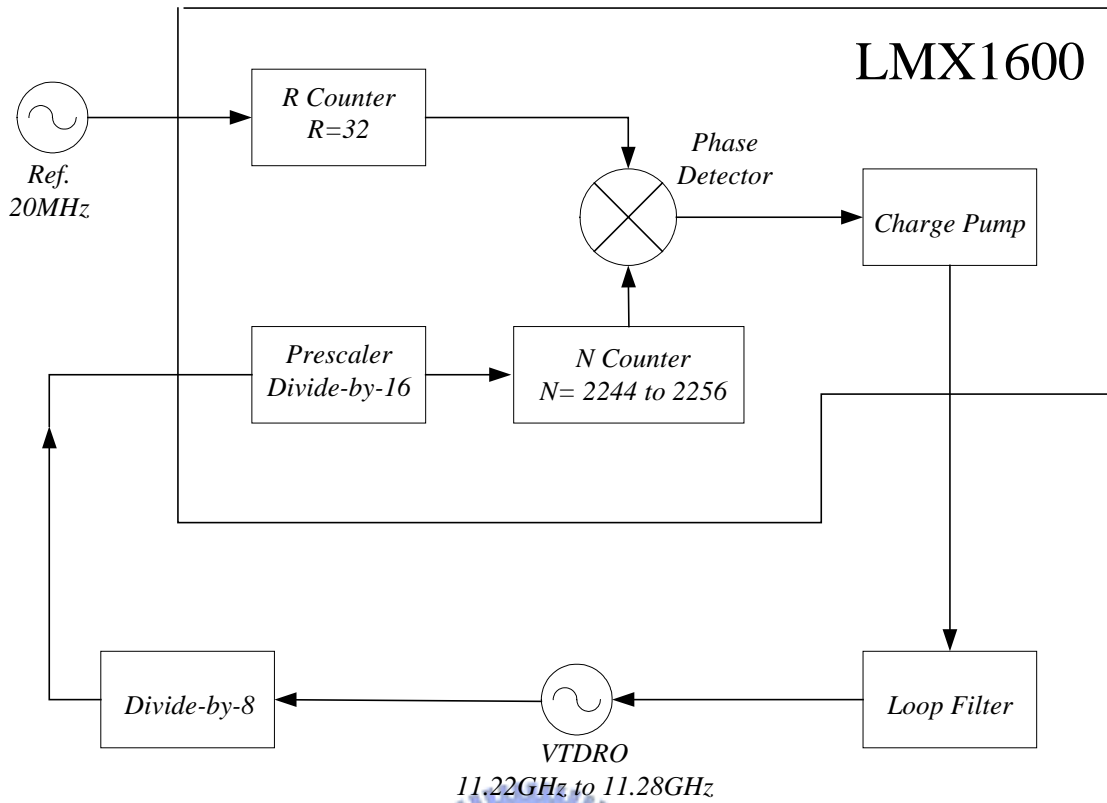 LMX1600
R Counter
R=32
Ref.
20MHz
Phase
Detector
Charge Pump
Prescaler
Divide-by-16
N Counter
N= 2244 to 2256
Divide-by-8
VTDRO
11.22GHz to 11.28GHz
Loop Filter